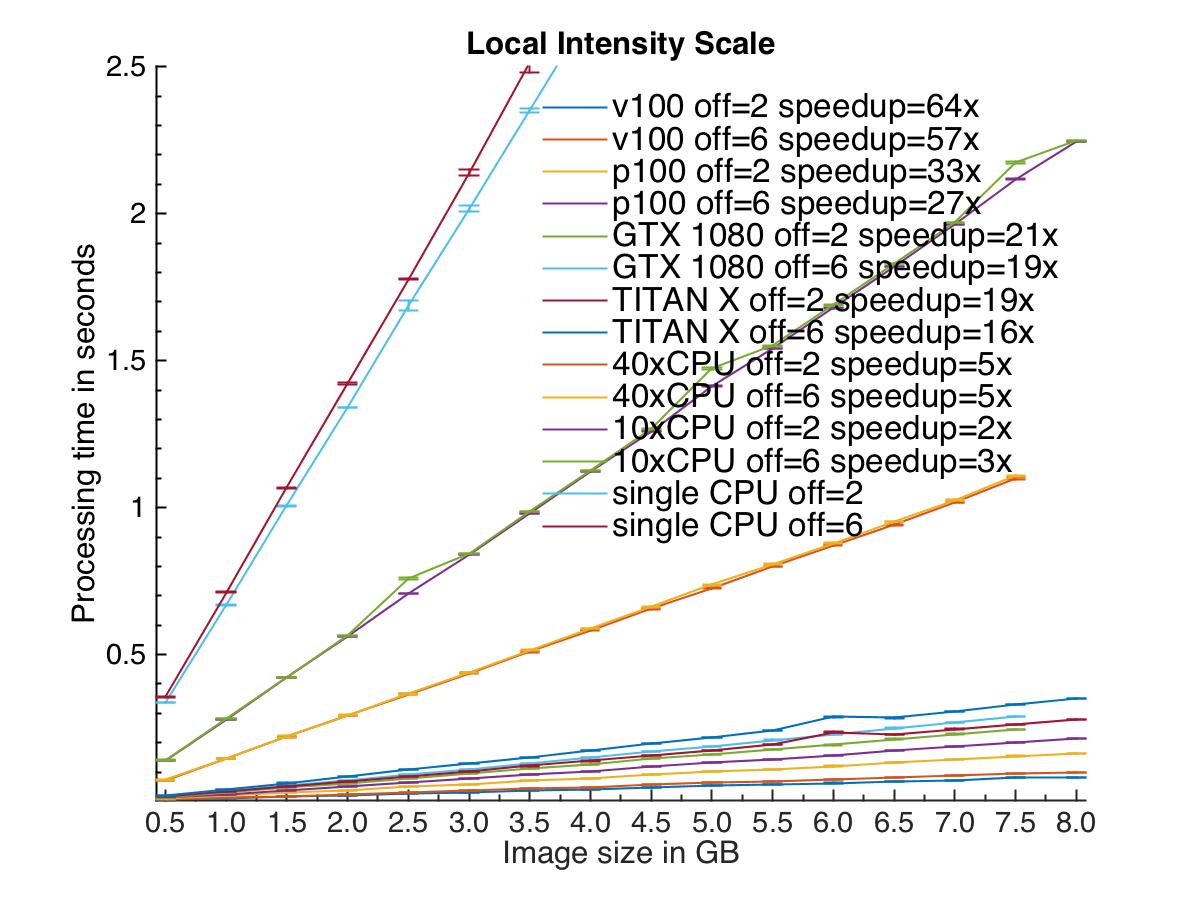 Local Intensity Scale
2.5
2
1.5
1
0.5
Processing time in seconds
v100 off=2 speedup=64x
v100 off=6 speedup=57x
p100 off=2 speedup=33x
p100 off=6 speedup=27x
GTX 1080 off=2 speedup=21x
GTX 1080 off=6 speedup=19x
TITAN X off=2 speedup=19x
TITAN X off=6 speedup=16x
40xCPU off=2 speedup=5x
40xCPU off=6 speedup=5x
10xCPU off=2 speedup=2x
10xCPU off=6 speedup=3x
single CPU off=2
single CPU off=6
0.5 1.0 1.5 2.0 2.5 3.0 3.5 4.0 4.5 5.0 5.5 6.0 6.5 7.0 7.5 8.0
Image size in GB